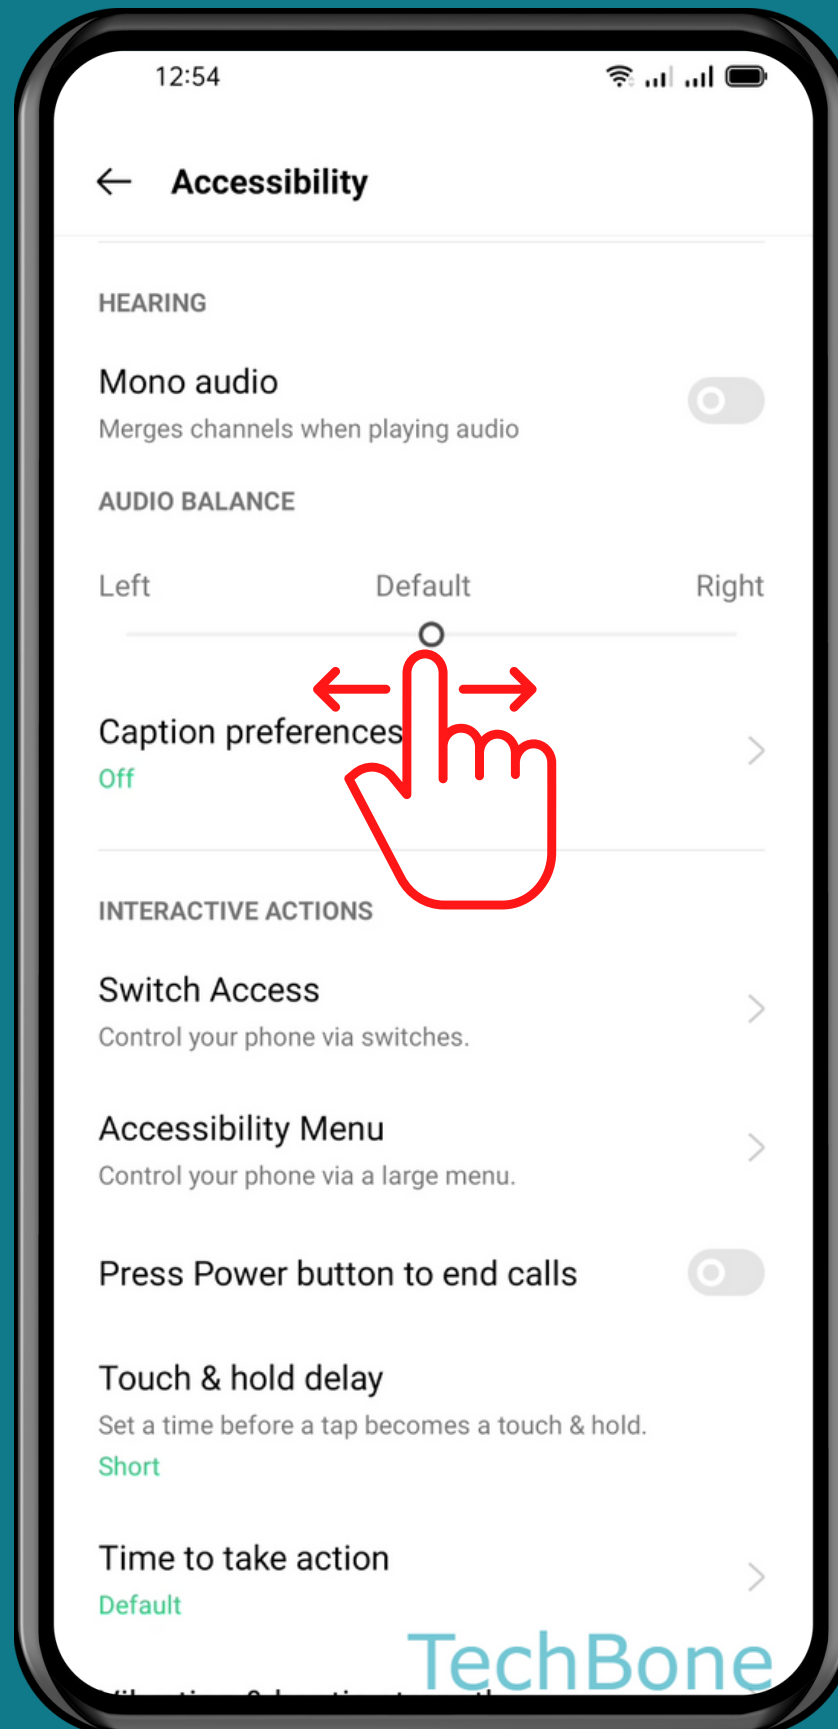 12:54
Accessibility
HEARING
Mono audio
Merges channels when playing audio
AUDIO BALANCE
Left Default Right
Caption preferences
Off
INTERACTIVE ACTIONS
Switch Access
Control your phone via switches.
Accessibility Menu
Control your phone via a large menu.
Press Power button to end calls
Touch & hold delay
Set a time before a tap becomes a touch & hold.
Short
Time to take action
Default
TechBone